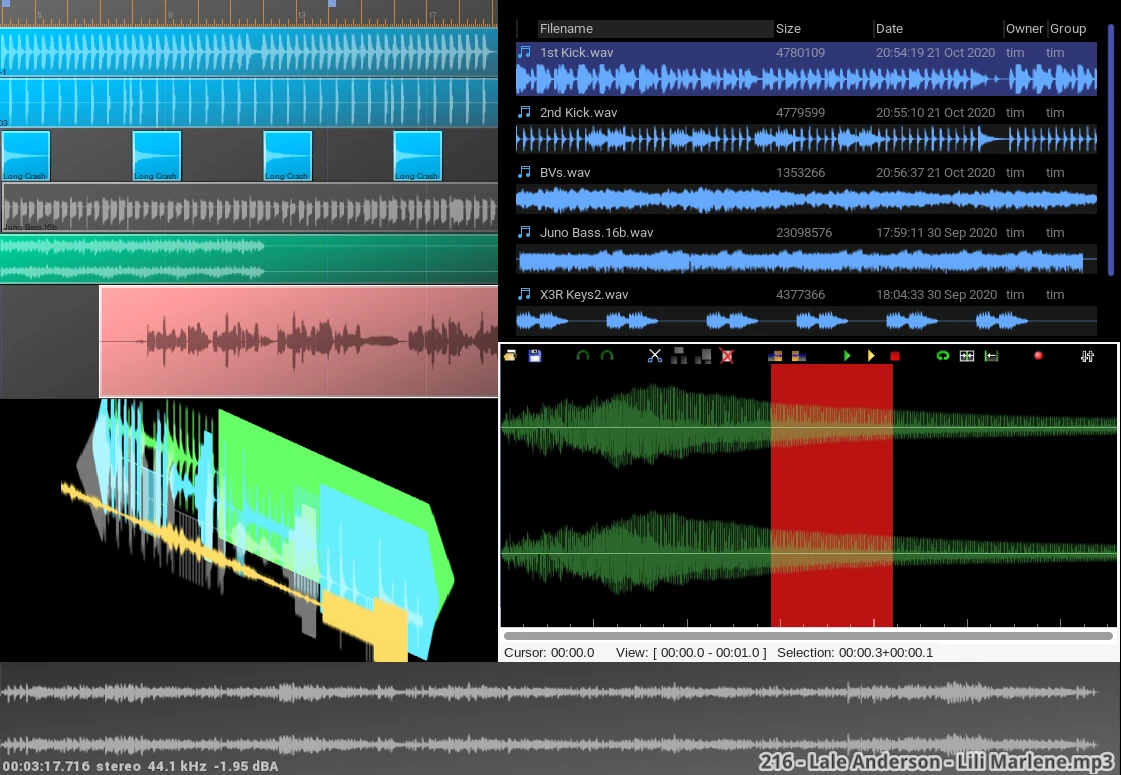 5 9 13 17
-1
03
Long Crash Long Crash Long Crash Long Crash
Juno Bass.16b
Filename Size Date Owner Group
1st Kick.wav 4780109 20:54:19 21 Oct 2020 tim tim
2nd Kick.wav 4779599 20:55:10 21 Oct 2020 tim tim
BVs.wav 1353266 20:56:37 21 Oct 2020 tim tim
Juno Bass.16b.wav 23098576 17:59:11 30 Sep 2020 tim tim
X3R Keys2.wav 4377366 18:04:33 30 Sep 2020 tim tim
Cursor: 00:00.0 View: [ 00:00.0 - 00:01.0 ] Selection: 00:00.3+00:00.1
00:03:17.716 stereo 44.1 kHz -1.95 dBA
216 - Lale Anderson - Lili Marlene.mp3